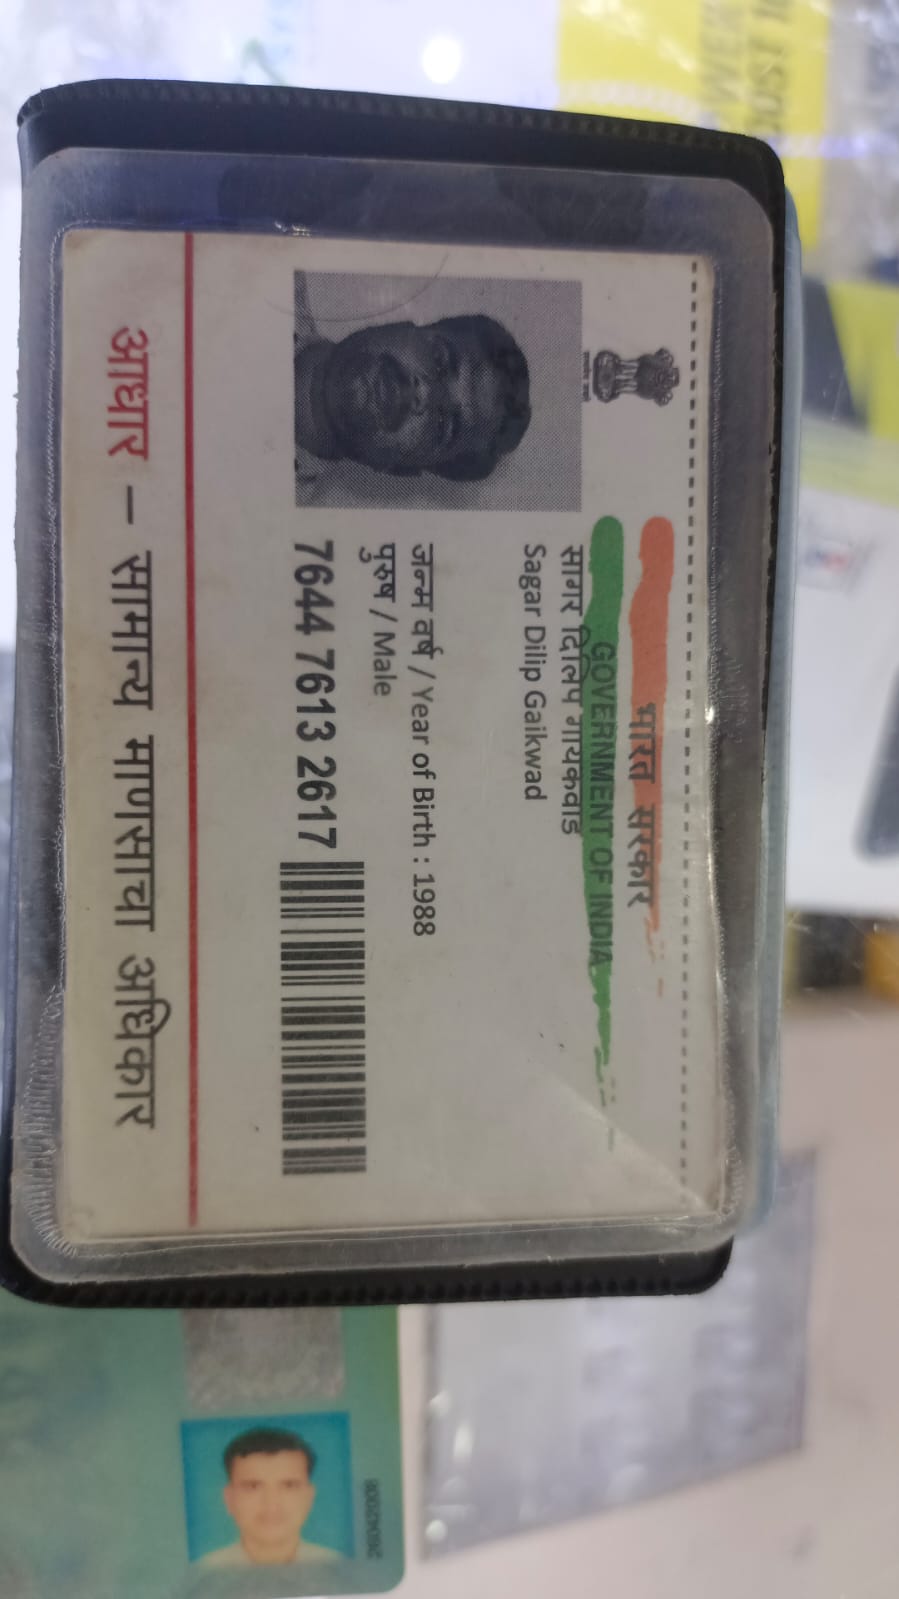 भारत सरकार
GOVERNMENT OF INDIA
सागर दिलिप गायकवाड
Sagar Dilip Gaikwad
जन्म वर्ष / Year of Birth : 1988
पुरुष / Male
7644 7613 2617
आधार – सामान्य माणसाचा अधिकार